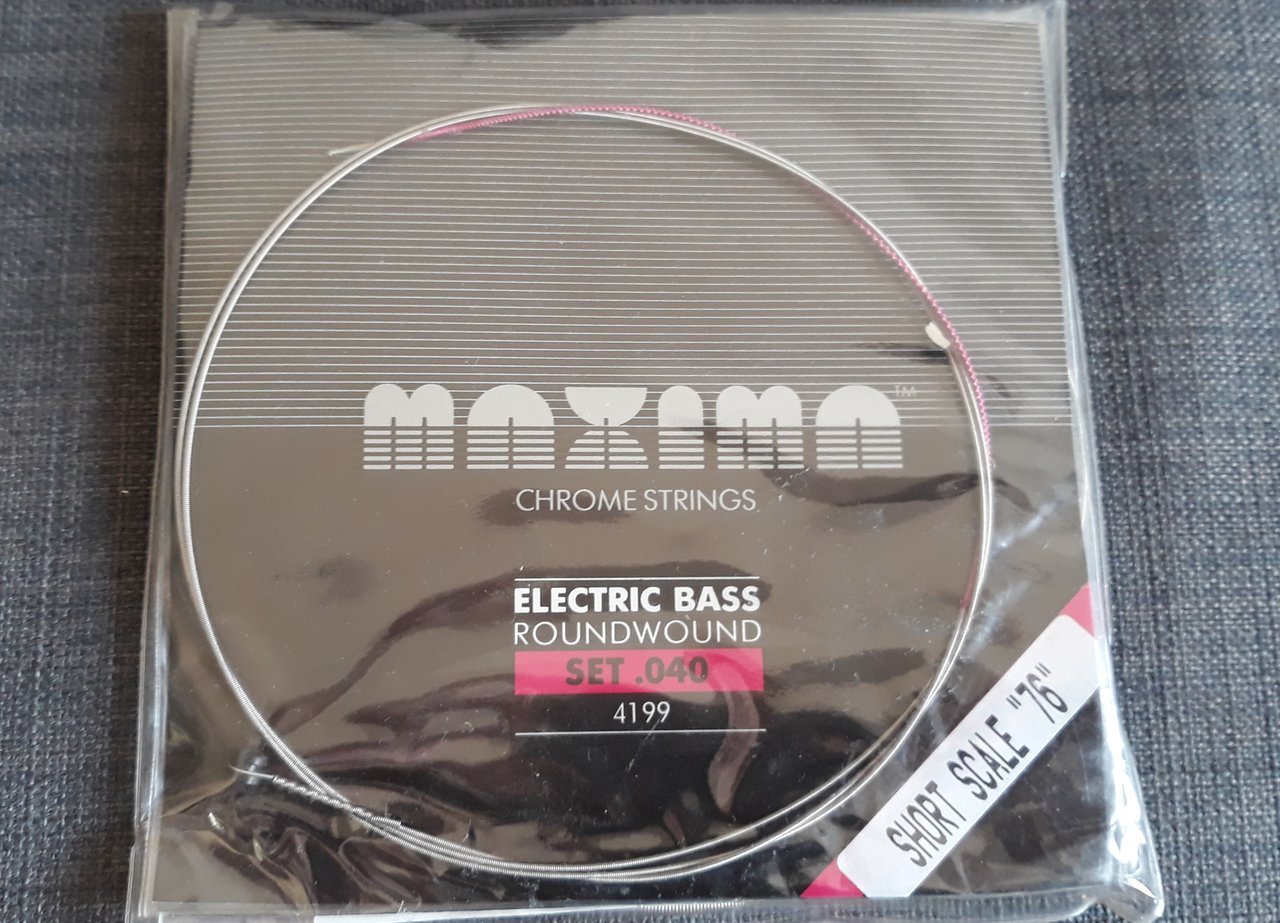 MAXIMA™
CHROME STRINGS
ELECTRIC BASS
ROUNDWOUND
SET .040
4199
SHORT SCALE "76"